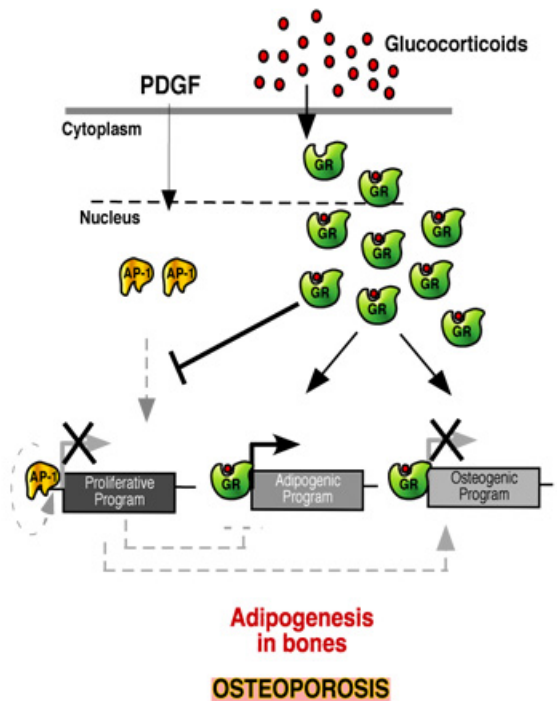 Glucocorticoids
PDGF
Cytoplasm
GR
GR
Nucleus
GR
GR
GR
AP-1
AP-1
GR
GR
GR
GR
AP-1
Proliferative
Program
GR
Adipogenic
Program
GR
Osteogenic
Program
Adipogenesis
in bones
OSTEOPOROSIS